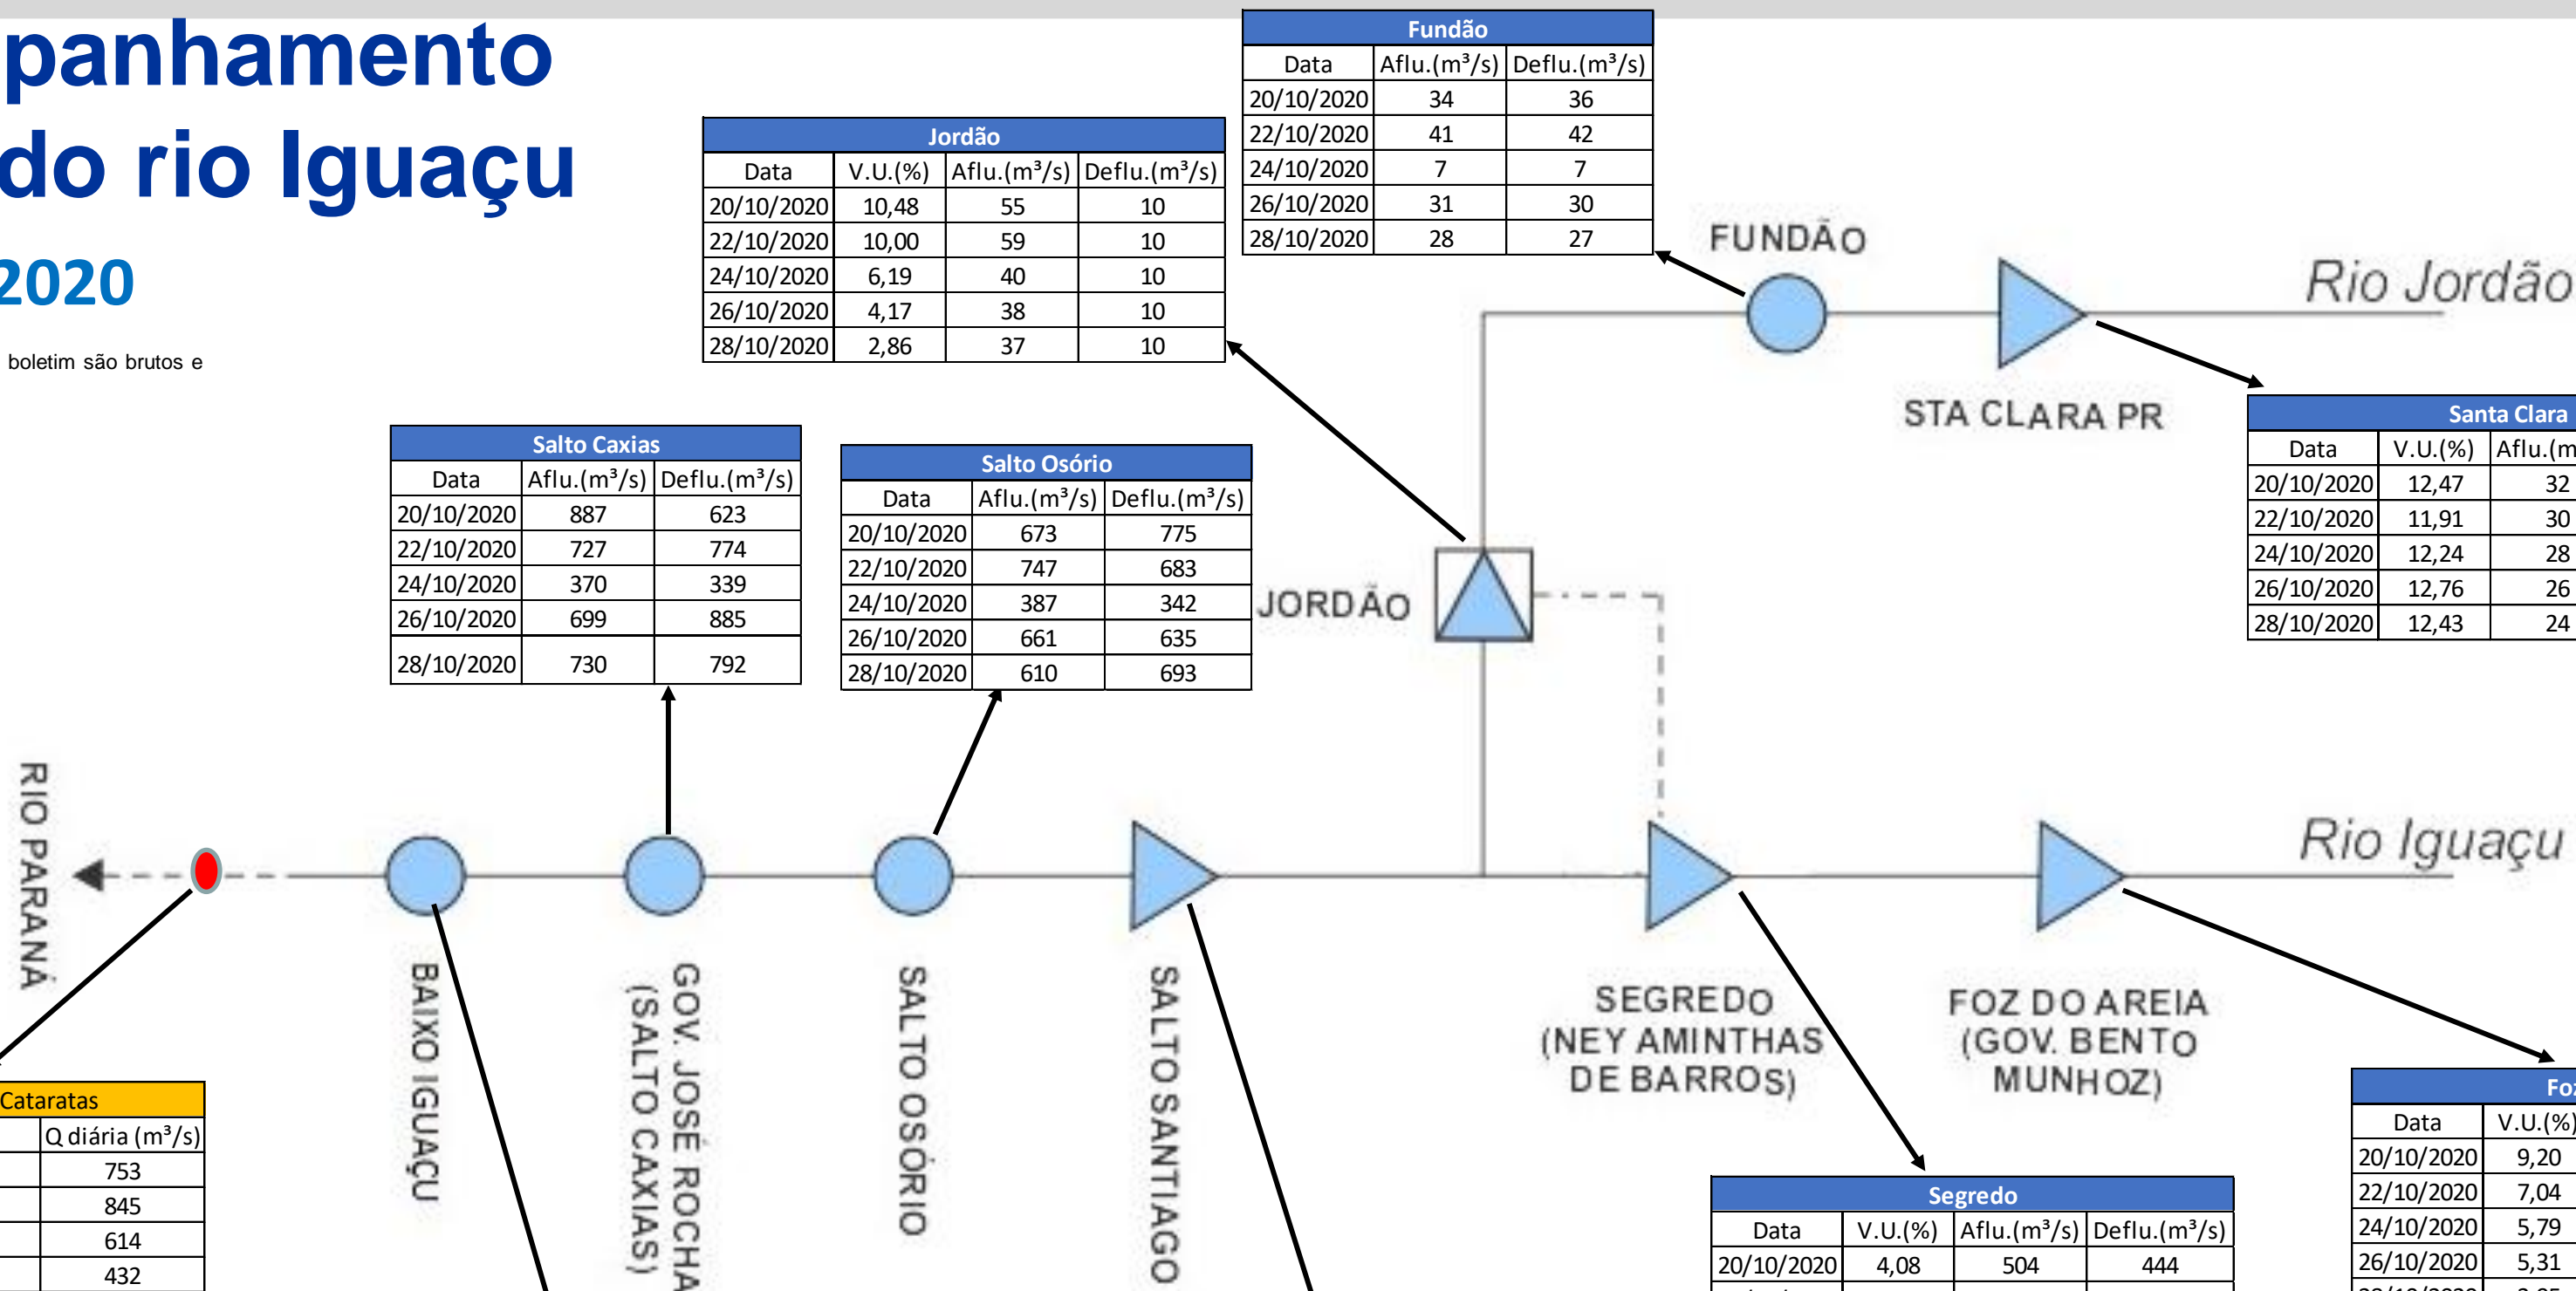 panhamento
do rio Iguaçu
2020
boletim são brutos e
Fundão
Data Aflu.(m³/s) Deflu.(m³/s)
20/10/2020 34 36
22/10/2020 41 42
24/10/2020 7 7
26/10/2020 31 30
28/10/2020 28 27
Jordão
Data V.U.(%) Aflu.(m³/s) Deflu.(m³/s)
20/10/2020 10,48 55 10
22/10/2020 10,00 59 10
24/10/2020 6,19 40 10
26/10/2020 4,17 38 10
28/10/2020 2,86 37 10
FUNDÃO
Rio Jordão
STA CLARA PR
Santa Clara
Data V.U.(%) Aflu.(m
20/10/2020 12,47 32
22/10/2020 11,91 30
24/10/2020 12,24 28
26/10/2020 12,76 26
28/10/2020 12,43 24
Salto Caxias
Data Aflu.(m³/s) Deflu.(m³/s)
20/10/2020 887 623
22/10/2020 727 774
24/10/2020 370 339
26/10/2020 699 885
28/10/2020 730 792
Salto Osório
Data Aflu.(m³/s) Deflu.(m³/s)
20/10/2020 673 775
22/10/2020 747 683
24/10/2020 387 342
26/10/2020 661 635
28/10/2020 610 693
JORDÃO
RIO PARANÁ
Rio Iguaçu
BAIXO IGUAÇU
GOV. JOSÉ ROCHA
(SALTO CAXIAS)
SALTO OSÓRIO
SALTO SANTIAGO
SEGREDO
(NEY AMINTHAS
DE BARROS)
FOZ DO AREIA
(GOV. BENTO
MUNHOZ)
Cataratas
Q diária (m³/s)
753
845
614
432
Segredo
Data V.U.(%) Aflu.(m³/s) Deflu.(m³/s)
20/10/2020 4,08 504 444
Foz
Data V.U.(%)
20/10/2020 9,20
22/10/2020 7,04
24/10/2020 5,79
26/10/2020 5,31